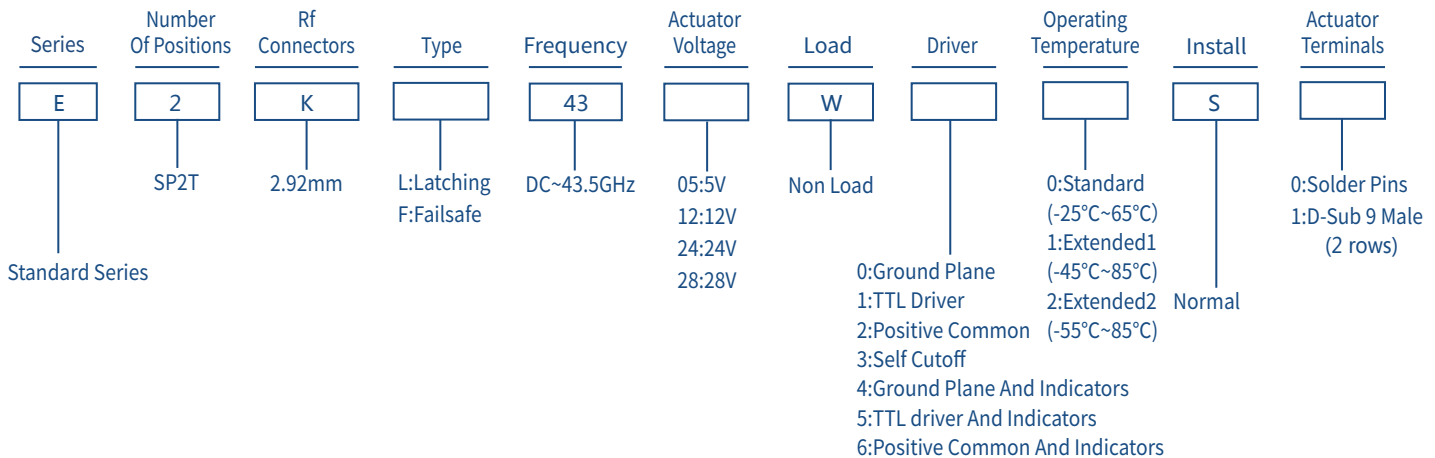 Series
Number
Of Positions
Rf
Connectors
Type
Frequency
Actuator
Voltage
Load
Driver
Operating
Temperature
Install
Actuator
Terminals
E
2
K
43
W
S
Standard Series
SP2T
2.92mm
L:Latching
F:Failsafe
DC~43.5GHz
05:5V
12:12V
24:24V
28:28V
Non Load
0:Ground Plane
1:TTL Driver
2:Positive Common
3:Self Cutoff
4:Ground Plane And Indicators
5:TTL driver And Indicators
6:Positive Common And Indicators
0:Standard
(-25°C~65°C)
1:Extended1
(-45°C~85°C)
2:Extended2
(-55°C~85°C)
Normal
0:Solder Pins
1:D-Sub 9 Male
(2 rows)